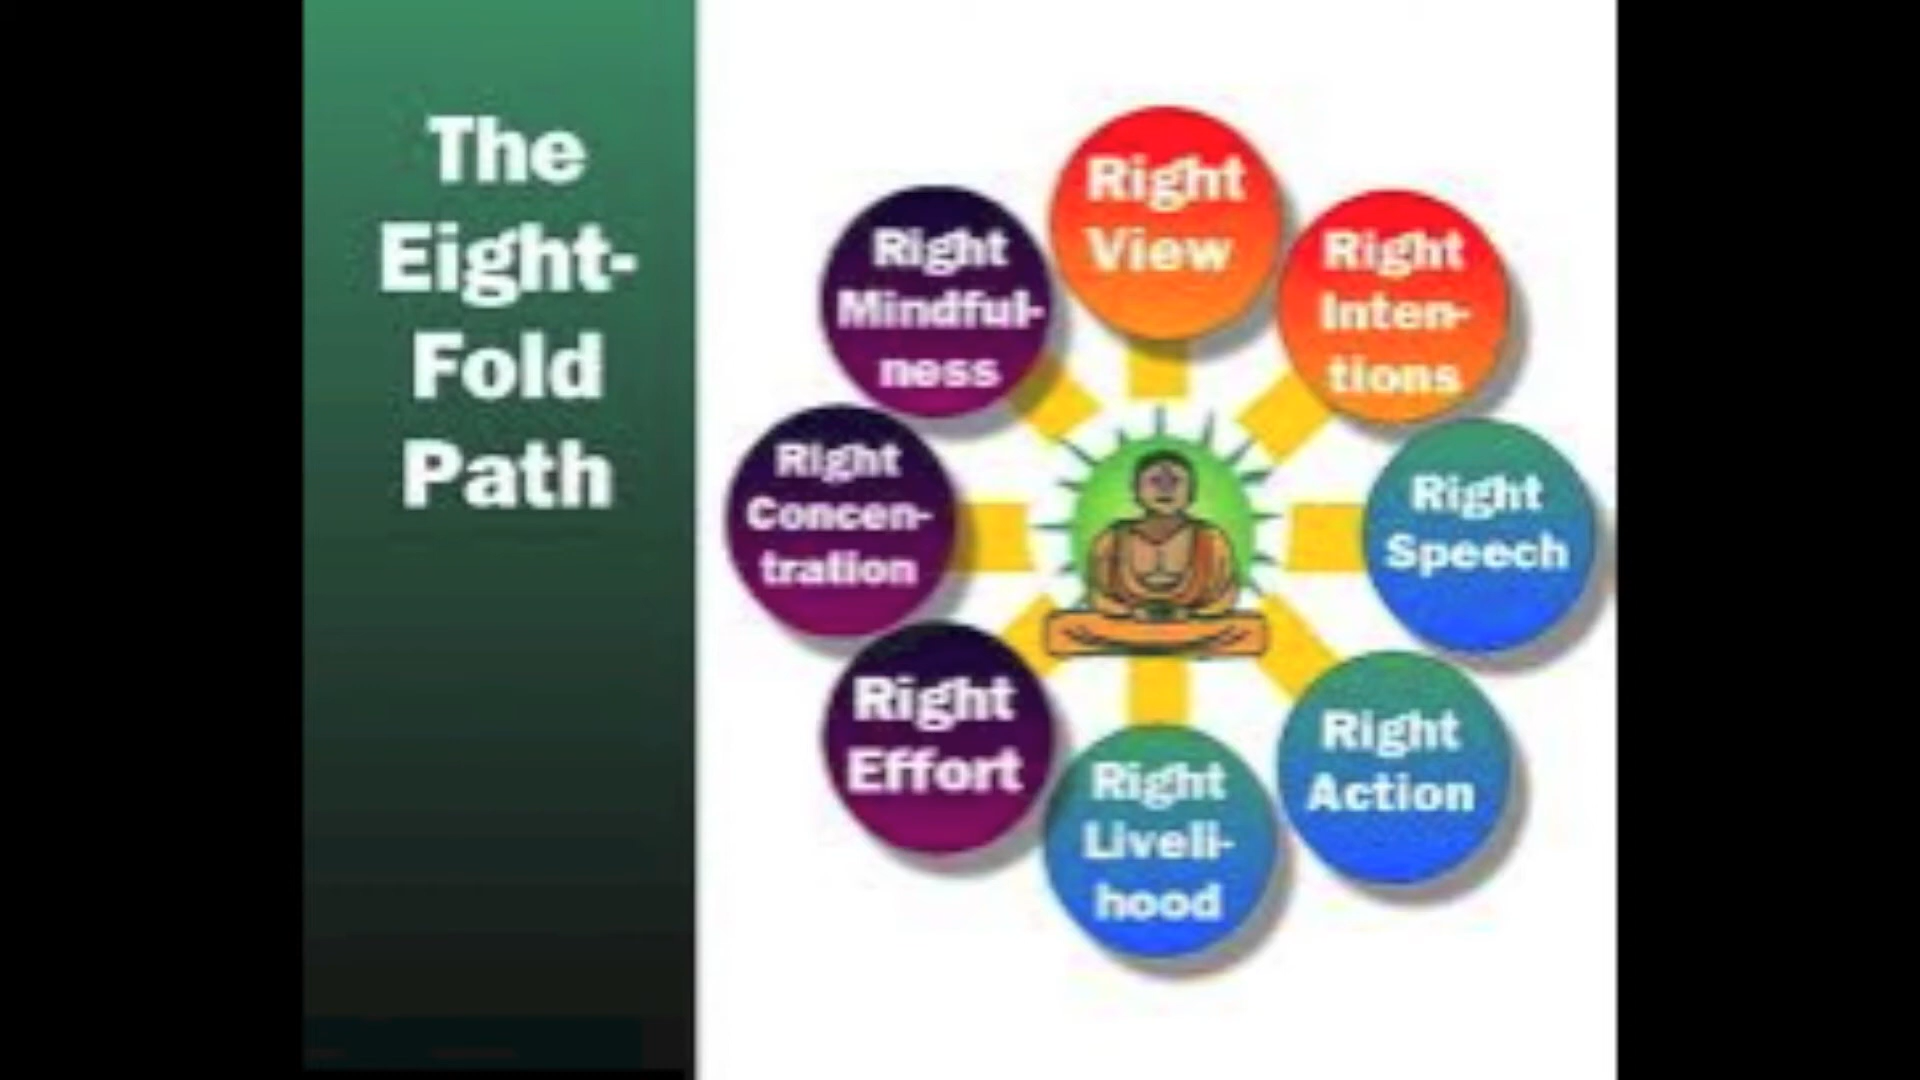 The
Eight-
Fold
Path
Right
View
Right
Inten-
tions
Right
Speech
Right
Action
Right
Liveli-
hood
Right
Effort
Right
Concen-
tration
Right
Mindful-
ness